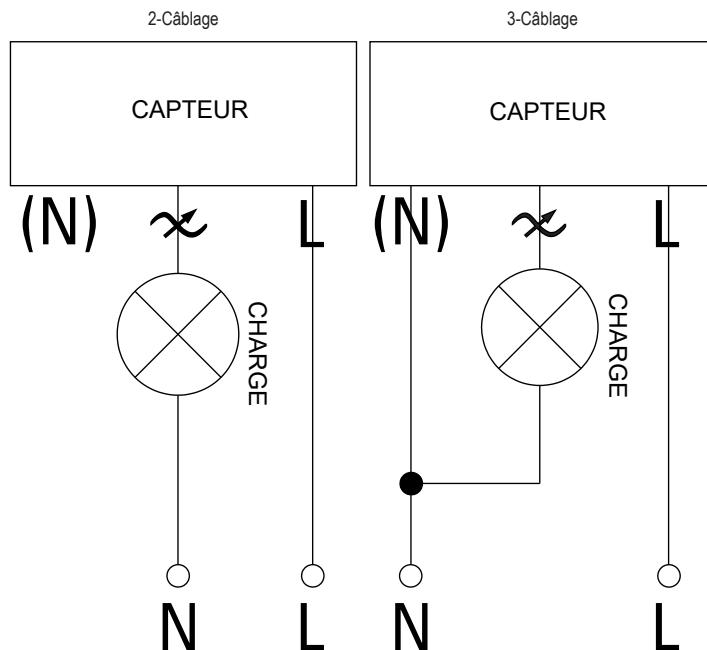 2-Câblage
3-Câblage
CAPTEUR
CAPTEUR
(N)
L
(N)
L
CHARGE
CHARGE
N
L
N
L